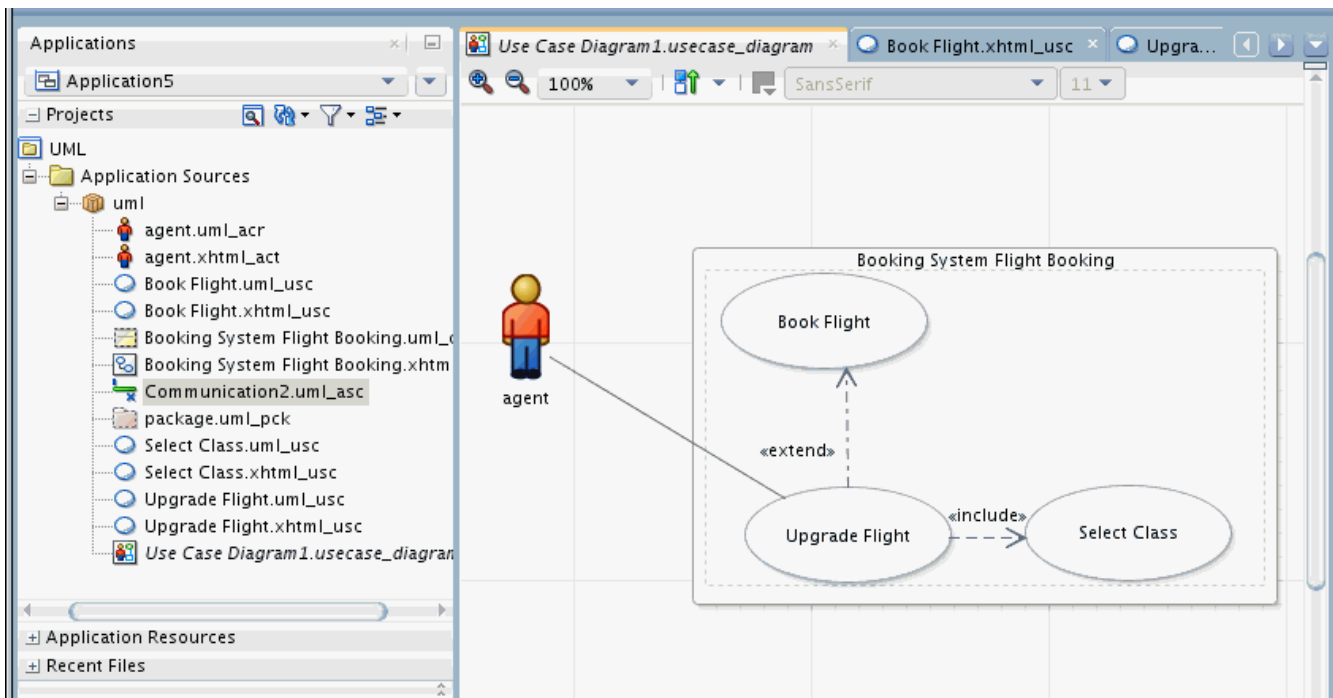 Applications
Application5
Projects
UML
Application Sources
uml
agent.uml_acr
agent.xhtml_act
Book Flight.uml_usc
Book Flight.xhtml_usc
Booking System Flight Booking.uml_
Booking System Flight Booking.xhtm
Communication2.uml_asc
package.uml_pck
Select Class.uml_usc
Select Class.xhtml_usc
Upgrade Flight.uml_usc
Upgrade Flight.xhtml_usc
Use Case Diagram1.usecase_diagram
Application Resources
Recent Files
Use Case Diagram1.usecase_diagram
Book Flight.xhtml_usc
Upgra...
100%
SansSerif
11
Booking System Flight Booking
Book Flight
agent
«extend»
«include»
Upgrade Flight
Select Class